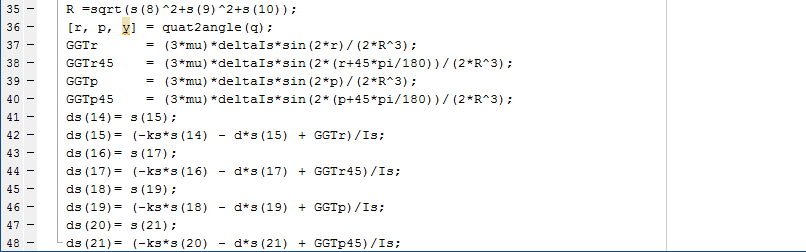 35 - R =sqrt(s(8)^2+s(9)^2+s(10));
36 - [r, p, y] = quat2angle(q);
37 - GGTr = (3*mu)*deltaIs*sin(2*r)/(2*R^3);
38 - GGTr45 = (3*mu)*deltaIs*sin(2*(r+45*pi/180))/(2*R^3);
39 - GGTp = (3*mu)*deltaIs*sin(2*p)/(2*R^3);
40 - GGTp45 = (3*mu)*deltaIs*sin(2*(p+45*pi/180))/(2*R^3);
41 - ds(14)= s(15);
42 - ds(15)= (-ks*s(14) - d*s(15) + GGTr)/Is;
43 - ds(16)= s(17);
44 - ds(17)= (-ks*s(16) - d*s(17) + GGTr45)/Is;
45 - ds(18)= s(19);
46 - ds(19)= (-ks*s(18) - d*s(19) + GGTp)/Is;
47 - ds(20)= s(21);
48 - ds(21)= (-ks*s(20) - d*s(21) + GGTp45)/Is;